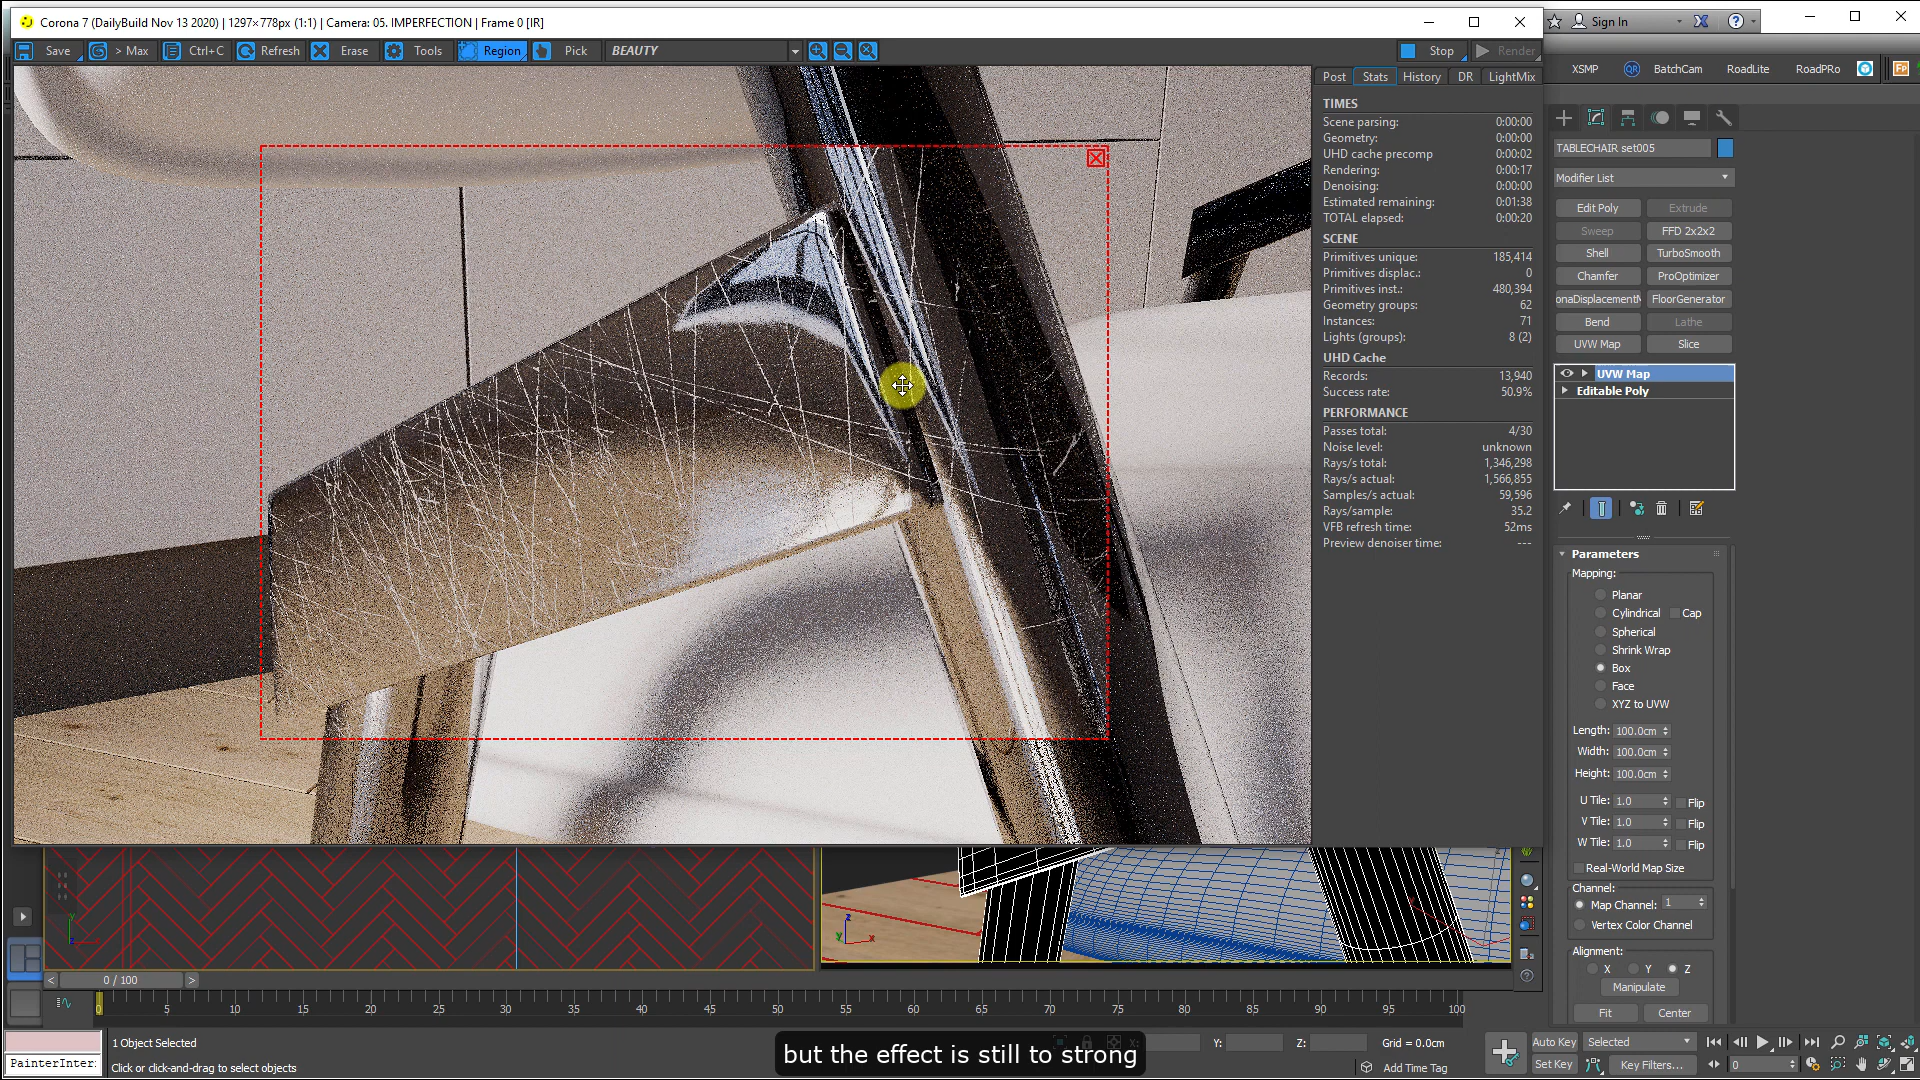 Corona 7 (DailyBuild Nov 13 2020) | 1297×778px (1:1) | Camera: 05. IMPERFECTION | Frame 0 [IR]
Sign In
Save
> Max
Ctrl+C
Refresh
Erase
Tools
Region
Pick
BEAUTY
Stop
Render
XSMP
BatchCam
RoadLite
RoadPRo
Post
Stats
History
DR
LightMix
TIMES
Scene parsing: 0:00:00
Geometry: 0:00:00
UHD cache precomp 0:00:02
Rendering: 0:00:17
Denoising: 0:00:00
Estimated remaining: 0:01:38
TOTAL elapsed: 0:00:20
SCENE
Primitives unique: 185,414
Primitives displac.: 0
Primitives inst.: 480,394
Geometry groups: 62
Instances: 71
Lights (groups): 8 (2)
UHD Cache
Records: 13,940
Success rate: 50.9%
PERFORMANCE
Passes total: 4/30
Noise level: unknown
Rays/s total: 1,346,298
Rays/s actual: 1,566,855
Samples/s actual: 59,596
Rays/sample: 35.2
VFB refresh time: 52ms
Preview denoiser time: ---
TABLECHAIR set005
Modifier List
Edit Poly
Extrude
Sweep
FFD 2x2x2
Shell
TurboSmooth
Chamfer
ProOptimizer
onaDisplacementM
FloorGenerator
Bend
Lathe
UVW Map
Slice
UVW Map
Editable Poly
Parameters
Mapping:
Planar
Cylindrical
Cap
Spherical
Shrink Wrap
Box
Face
XYZ to UVW
Length: 100.0cm
Width: 100.0cm
Height: 100.0cm
U Tile: 1.0 Flip
V Tile: 1.0 Flip
W Tile: 1.0 Flip
Real-World Map Size
Channel:
Map Channel: 1
Vertex Color Channel
Alignment:
X Y Z
Manipulate
Fit
Center
y
z
z
y
x
< 0 / 100 >
0 5 10 15 20 25 30 35 40 45 50 55 60 65 70 75 80 85 90 95 100
PainterInter
1 Object Selected
Click or click-and-drag to select objects
but the effect is still to strong
X:
Y:
Z:
Grid = 0.0cm
Add Time Tag
Auto Key
Selected
Set Key
Key Filters...
0